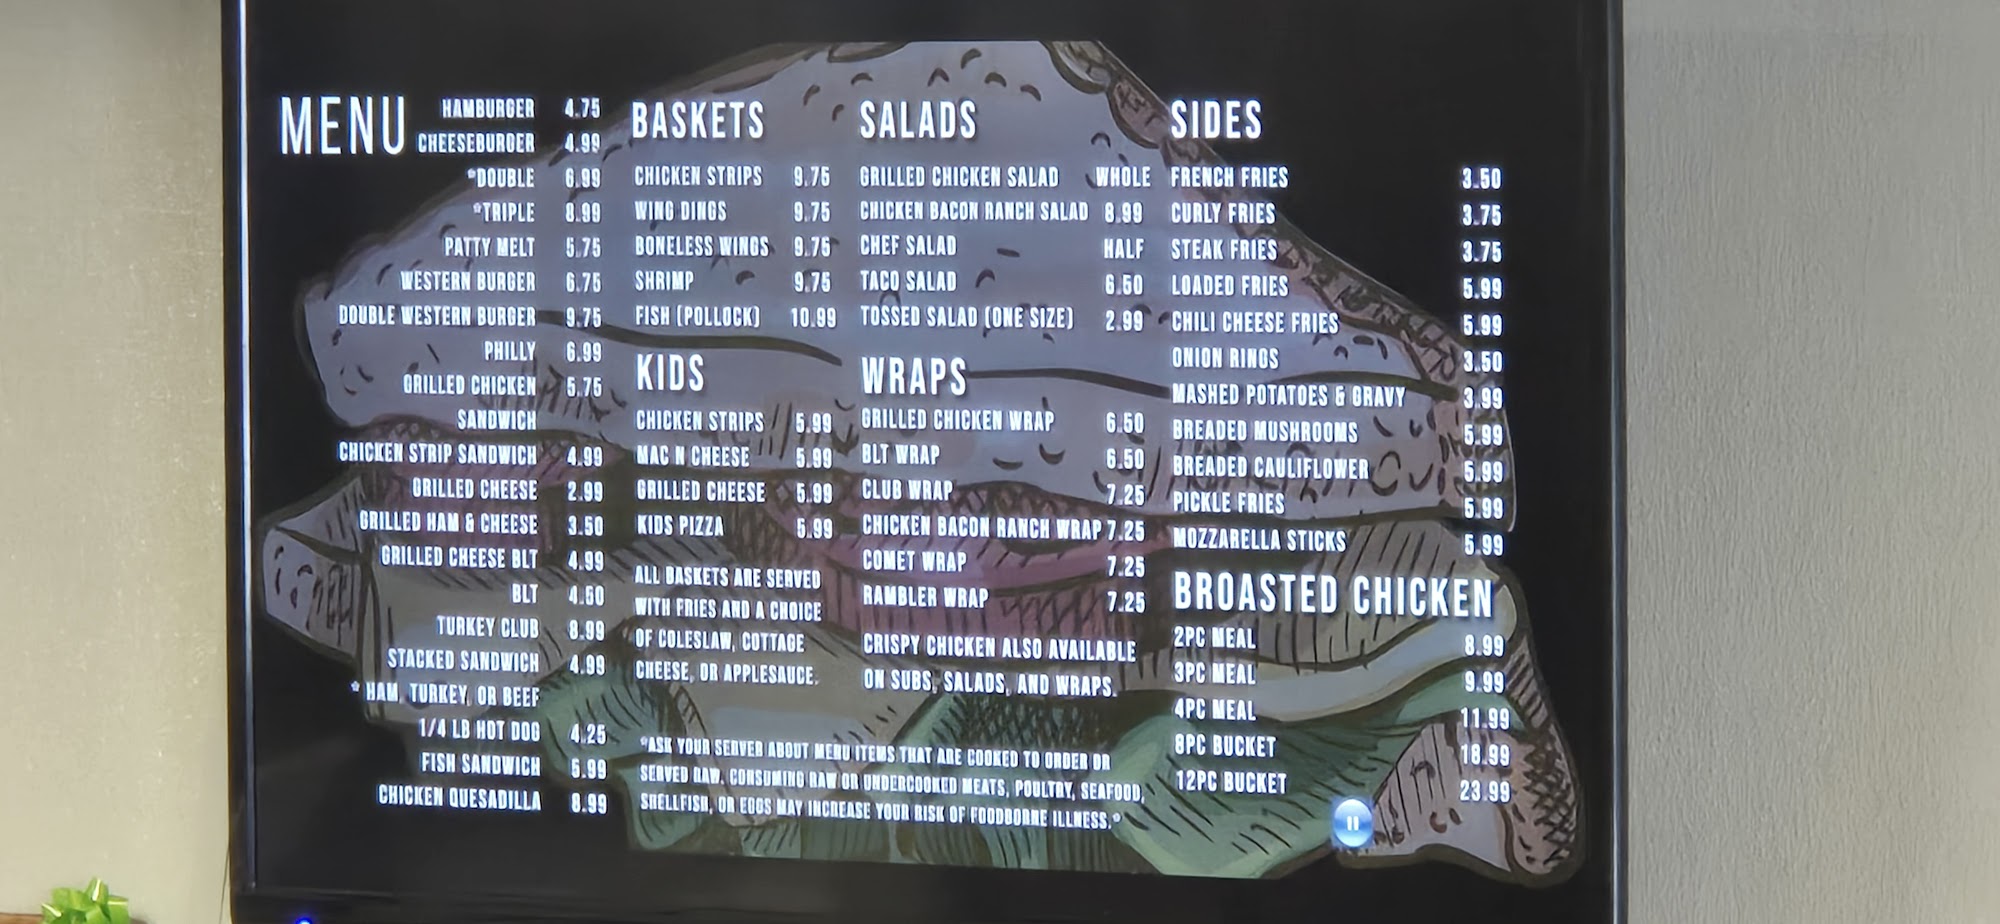 MENU
HAMBURGER 4.75
CHEESEBURGER 4.99
*DOUBLE 6.99
*TRIPLE 8.99
PATTY MELT 5.75
WESTERN BURGER 6.75
DOUBLE WESTERN BURGER 9.75
PHILLY 6.99
GRILLED CHICKEN 5.75
SANDWICH
CHICKEN STRIP SANDWICH 4.99
GRILLED CHEESE 2.99
GRILLED HAM & CHEESE 3.50
GRILLED CHEESE BLT 4.99
BLT 4.60
TURKEY CLUB 8.99
STACKED SANDWICH 4.99
* HAM, TURKEY, OR BEEF
1/4 LB HOT DOG 4.25
FISH SANDWICH 5.99
CHICKEN QUESADILLA 8.99
BASKETS
CHICKEN STRIPS 9.75
WING DINGS 9.75
BONELESS WINGS 9.75
SHRIMP 9.75
FISH (POLLOCK) 10.99
KIDS
CHICKEN STRIPS 5.99
MAC N CHEESE 5.99
GRILLED CHEESE 5.99
KIDS PIZZA 5.99
ALL BASKETS ARE SERVED
WITH FRIES AND A CHOICE
OF COLESLAW, COTTAGE
CHEESE, OR APPLESAUCE.
SALADS
GRILLED CHICKEN SALAD WHOLE
CHICKEN BACON RANCH SALAD 8.99
CHEF SALAD HALF
TACO SALAD 6.50
TOSSED SALAD (ONE SIZE) 2.99
WRAPS
GRILLED CHICKEN WRAP 6.50
BLT WRAP 6.50
CLUB WRAP 7.25
CHICKEN BACON RANCH WRAP 7.25
COMET WRAP 7.25
RAMBLER WRAP 7.25
CRISPY CHICKEN ALSO AVAILABLE
ON SUBS, SALADS, AND WRAPS.
*ASK YOUR SERVER ABOUT MENU ITEMS THAT ARE COOKED TO ORDER OR
SERVED RAW. CONSUMING RAW OR UNDERCOOKED MEATS, POULTRY, SEAFOOD,
SHELLFISH, OR EGGS MAY INCREASE YOUR RISK OF FOODBORNE ILLNESS.*
SIDES
FRENCH FRIES 3.50
CURLY FRIES 3.75
STEAK FRIES 3.75
LOADED FRIES 5.99
CHILI CHEESE FRIES 5.99
ONION RINGS 3.50
MASHED POTATOES & GRAVY 3.99
BREADED MUSHROOMS 5.99
BREADED CAULIFLOWER 5.99
PICKLE FRIES 5.99
MOZZARELLA STICKS 5.99
BROASTED CHICKEN
2PC MEAL 8.99
3PC MEAL 9.99
4PC MEAL 11.99
8PC BUCKET 18.99
12PC BUCKET 23.99